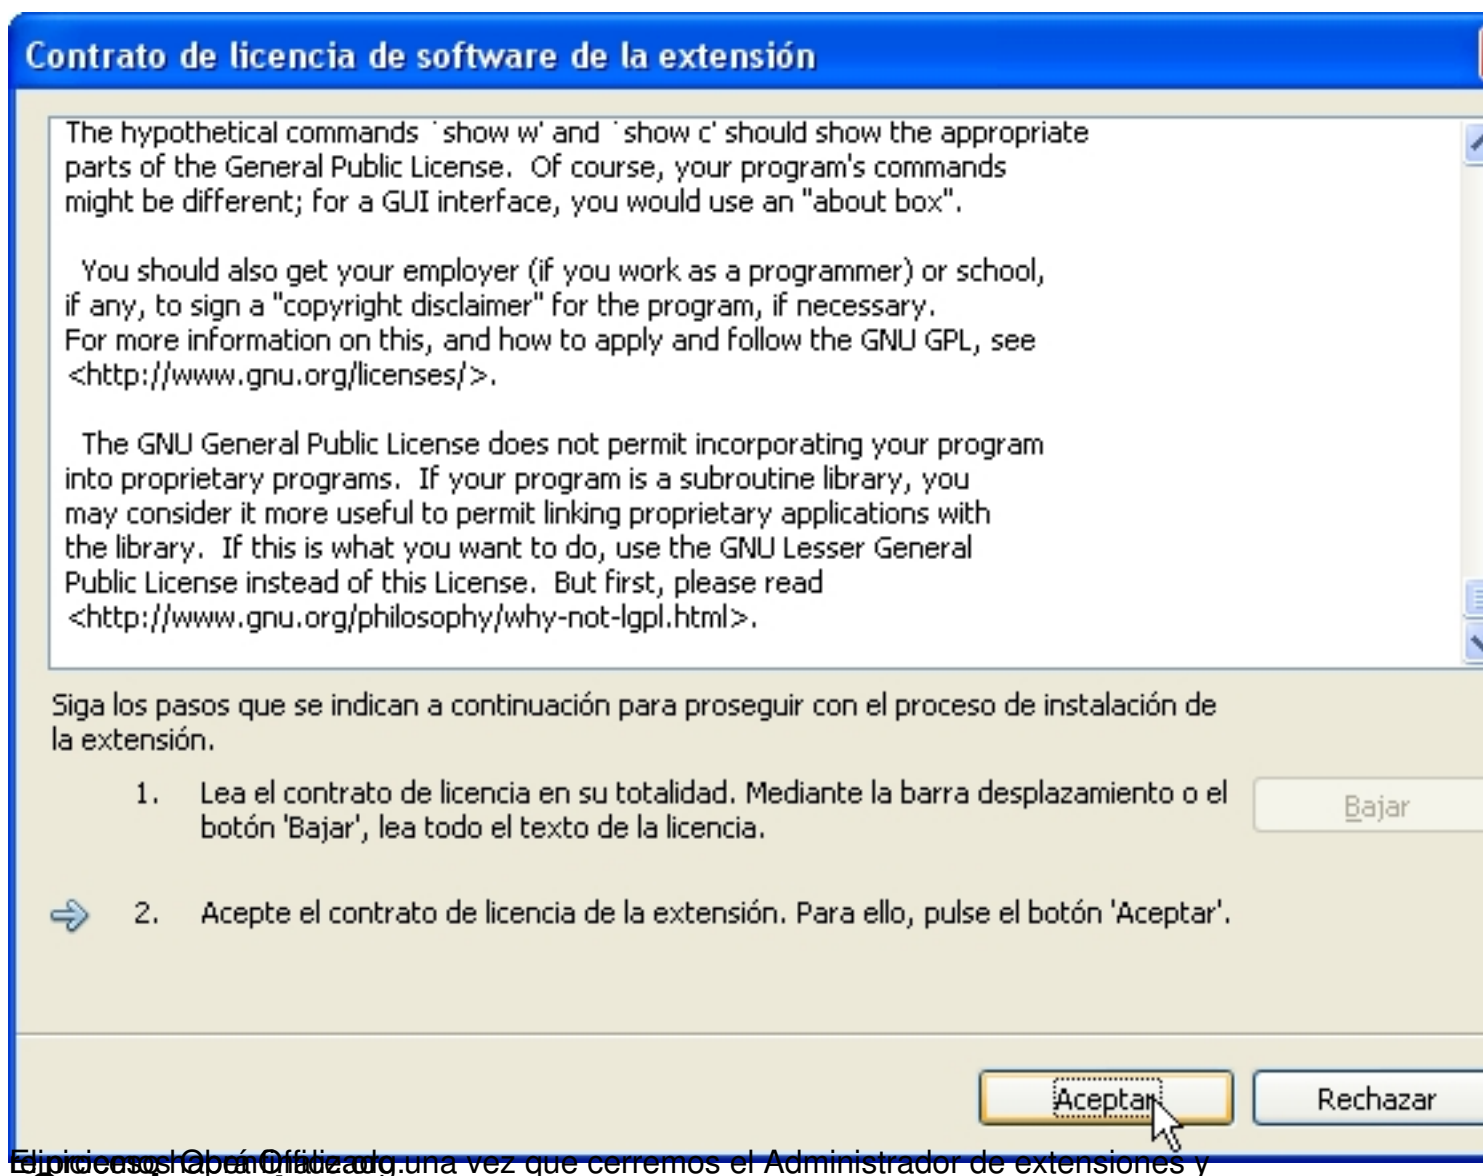 Contrato de licencia de software de la extensión
The hypothetical commands `show w' and `show c' should show the appropriate
parts of the General Public License.  Of course, your program's commands
might be different; for a GUI interface, you would use an "about box".
You should also get your employer (if you work as a programmer) or school,
if any, to sign a "copyright disclaimer" for the program, if necessary.
For more information on this, and how to apply and follow the GNU GPL, see
<http://www.gnu.org/licenses/>.
The GNU General Public License does not permit incorporating your program
into proprietary programs.  If your program is a subroutine library, you
may consider it more useful to permit linking proprietary applications with
the library.  If this is what you want to do, use the GNU Lesser General
Public License instead of this License.  But first, please read
<http://www.gnu.org/philosophy/why-not-lgpl.html>.
Siga los pasos que se indican a continuación para proseguir con el proceso de instalación de
la extensión.
1. Lea el contrato de licencia en su totalidad. Mediante la barra desplazamiento o el
botón 'Bajar', lea todo el texto de la licencia.
Bajar
2. Acepte el contrato de licencia de la extensión. Para ello, pulse el botón 'Aceptar'.
Aceptar
Rechazar
una vez que cerremos el Administrador de extensiones y